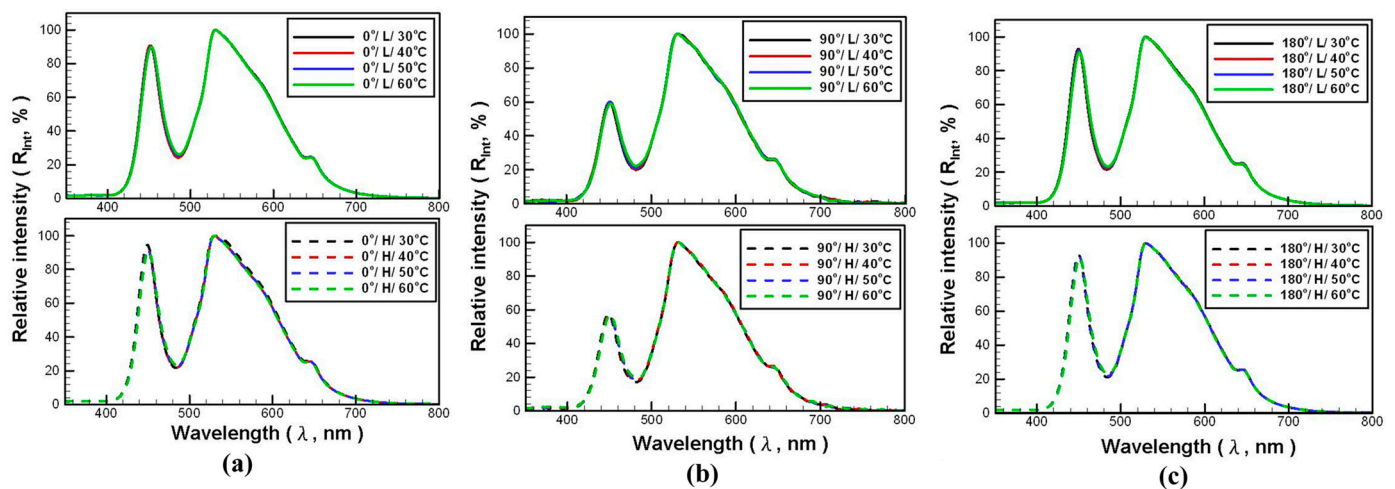 0°/ L/ 30°C
0°/ L/ 40°C
0°/ L/ 50°C
0°/ L/ 60°C
100
80
60
40
20
0
400 500 600 700 800
0°/ H/ 30°C
0°/ H/ 40°C
0°/ H/ 50°C
0°/ H/ 60°C
100
80
60
40
20
0
400 500 600 700 800
Relative intensity ( R_Int, % )
Wavelength ( λ , nm )
(a)
90°/ L/ 30°C
90°/ L/ 40°C
90°/ L/ 50°C
90°/ L/ 60°C
100
80
60
40
20
0
400 500 600 700 800
90°/ H/ 30°C
90°/ H/ 40°C
90°/ H/ 50°C
90°/ H/ 60°C
100
80
60
40
20
0
400 500 600 700 800
Relative intensity ( R_Int, % )
Wavelength ( λ , nm )
(b)
180°/ L/ 30°C
180°/ L/ 40°C
180°/ L/ 50°C
180°/ L/ 60°C
100
80
60
40
20
0
400 500 600 700 800
180°/ H/ 30°C
180°/ H/ 40°C
180°/ H/ 50°C
180°/ H/ 60°C
100
80
60
40
20
0
400 500 600 700 800
Relative intensity ( R_Int, % )
Wavelength ( λ , nm )
(c)